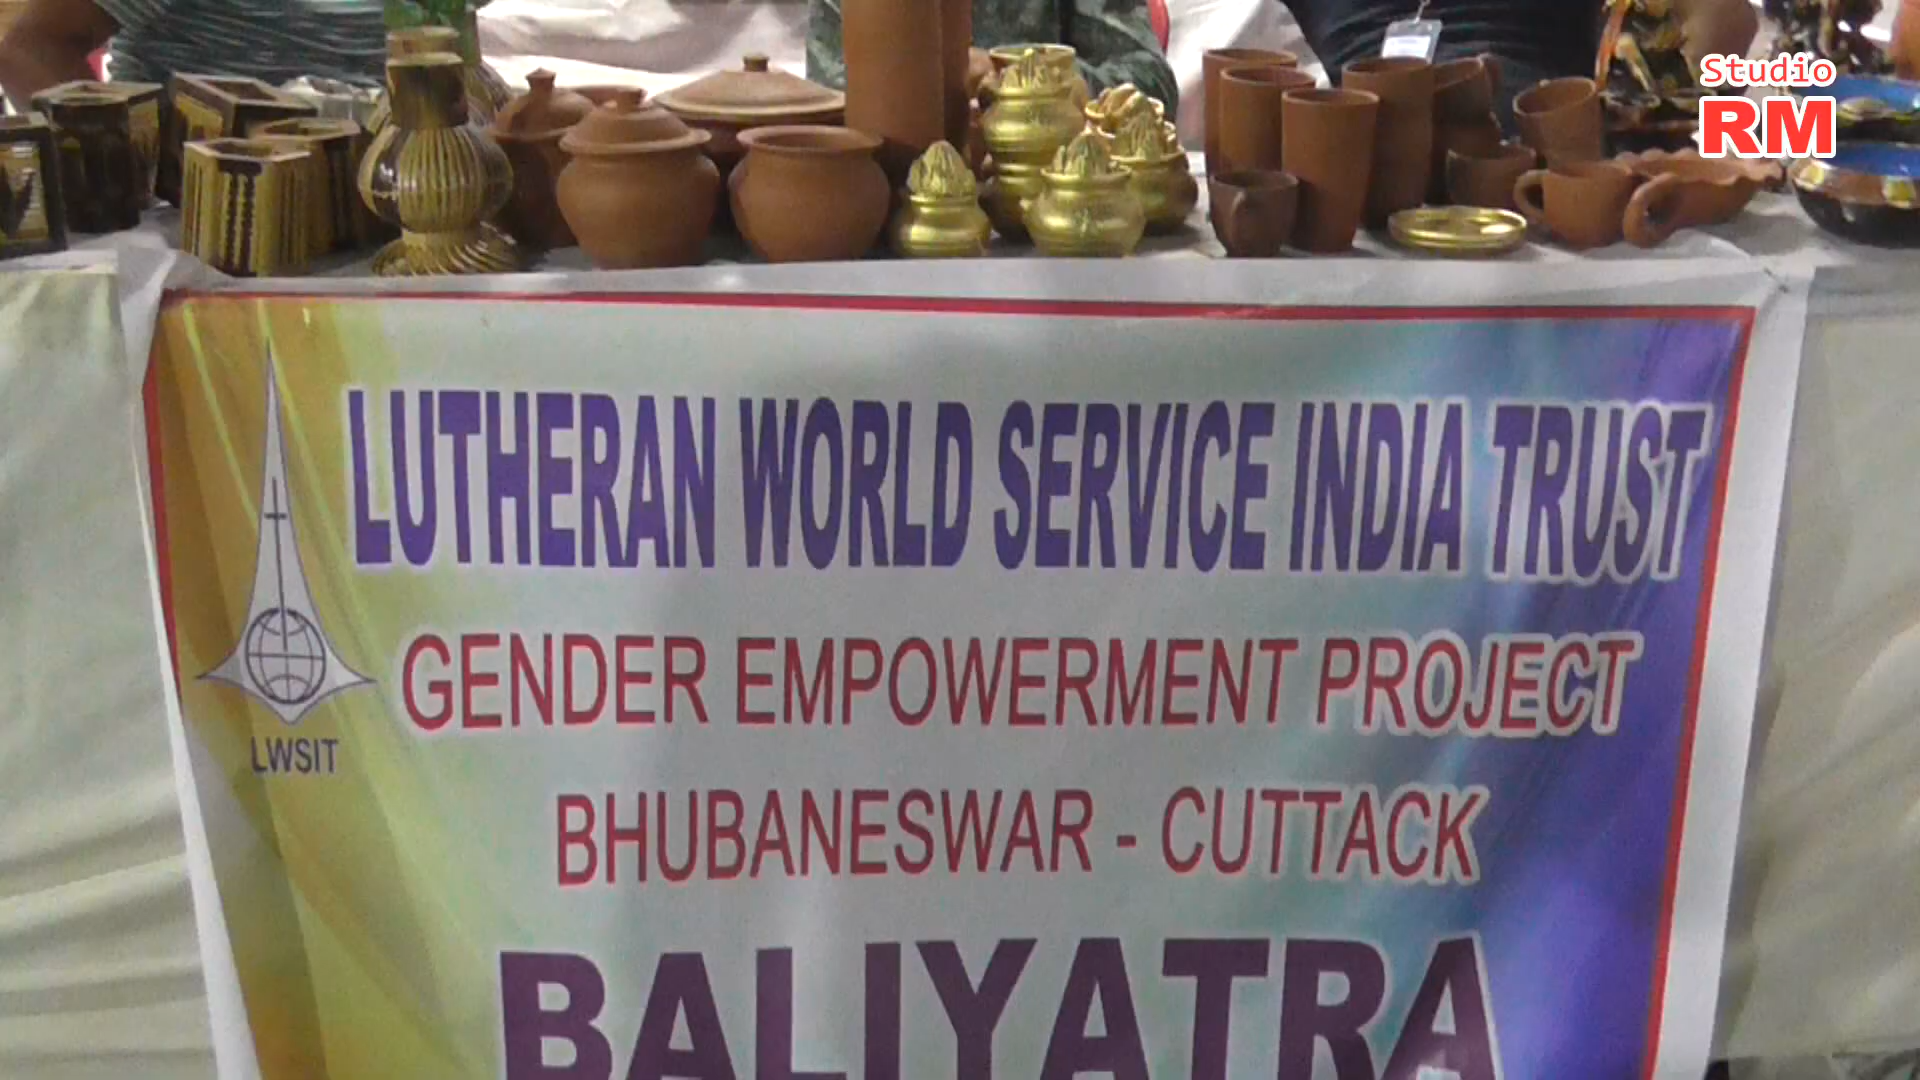 Studio
RM
LUTHERAN WORLD SERVICE INDIA TRUST
GENDER EMPOWERMENT PROJECT
LWSIT
BHUBANESWAR - CUTTACK
BALIYATRA